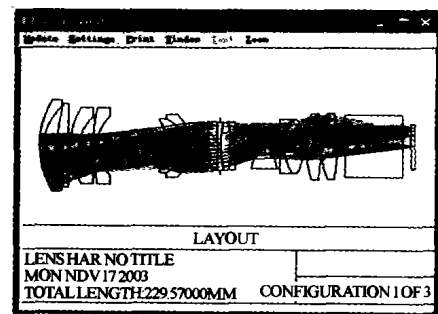 Update Settings Print Window Text Zoom
LAYOUT
LENS HAR NO TITLE
MON NDV 17 2003
TOTAL LENGTH:229.57000MM
CONFIGURATION 1 OF 3